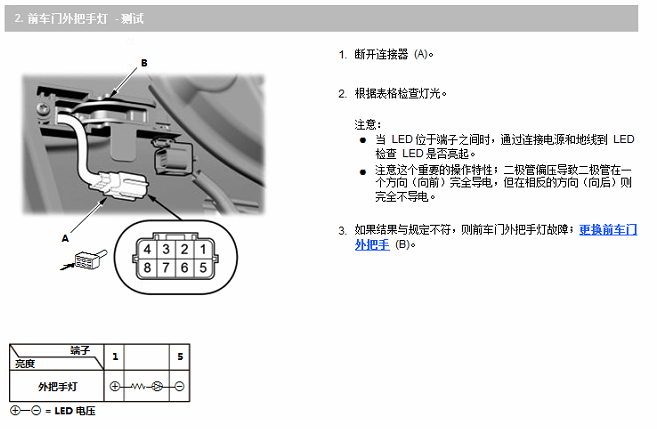 2. 前车门外把手灯 - 测试
B
A
4 3 2 1
8 7 6 5
1. 断开连接器 (A)。
2. 根据表格检查灯光。
注意：
● 当 LED 位于端子之间时，通过连接电源和地线到 LED
检查 LED 是否亮起。
● 注意这个重要的操作特性；二极管偏压导致二极管在一
个方向（向前）完全导电，但在相反的方向（向后）则
完全不导电。
3. 如果结果与规定不符，则前车门外把手灯故障；更换前车门
外把手 (B)。
端子 1 5
亮度
外把手灯 ⊕ ⊖
⊕—⊖ = LED 电压